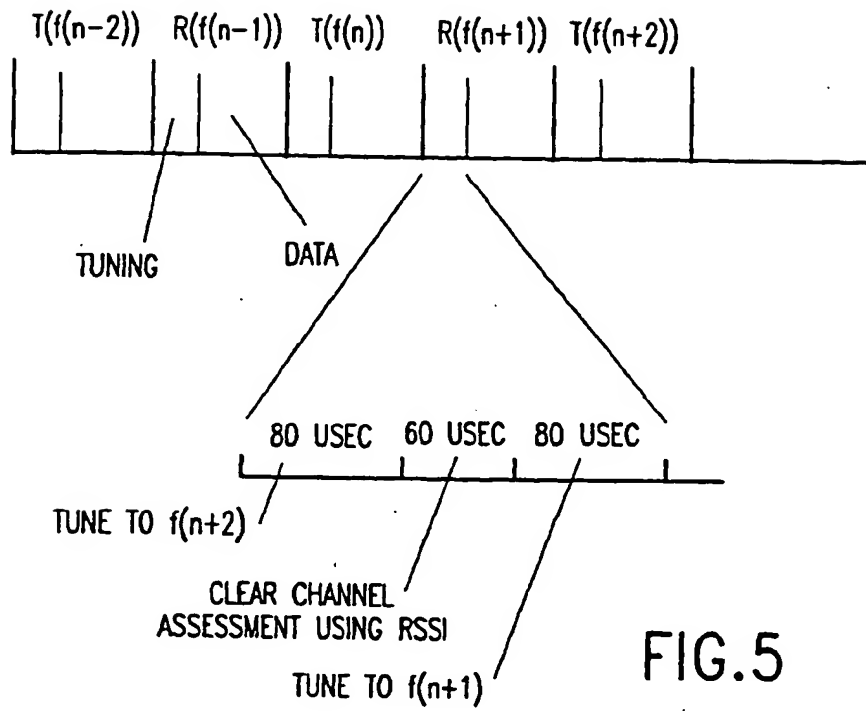 T(f(n-2)) R(f(n-1)) T(f(n)) R(f(n+1)) T(f(n+2))
TUNING
DATA
80 USEC 60 USEC 80 USEC
TUNE TO f(n+2)
CLEAR CHANNEL
ASSESSMENT USING RSSI
TUNE TO f(n+1)
FIG.5